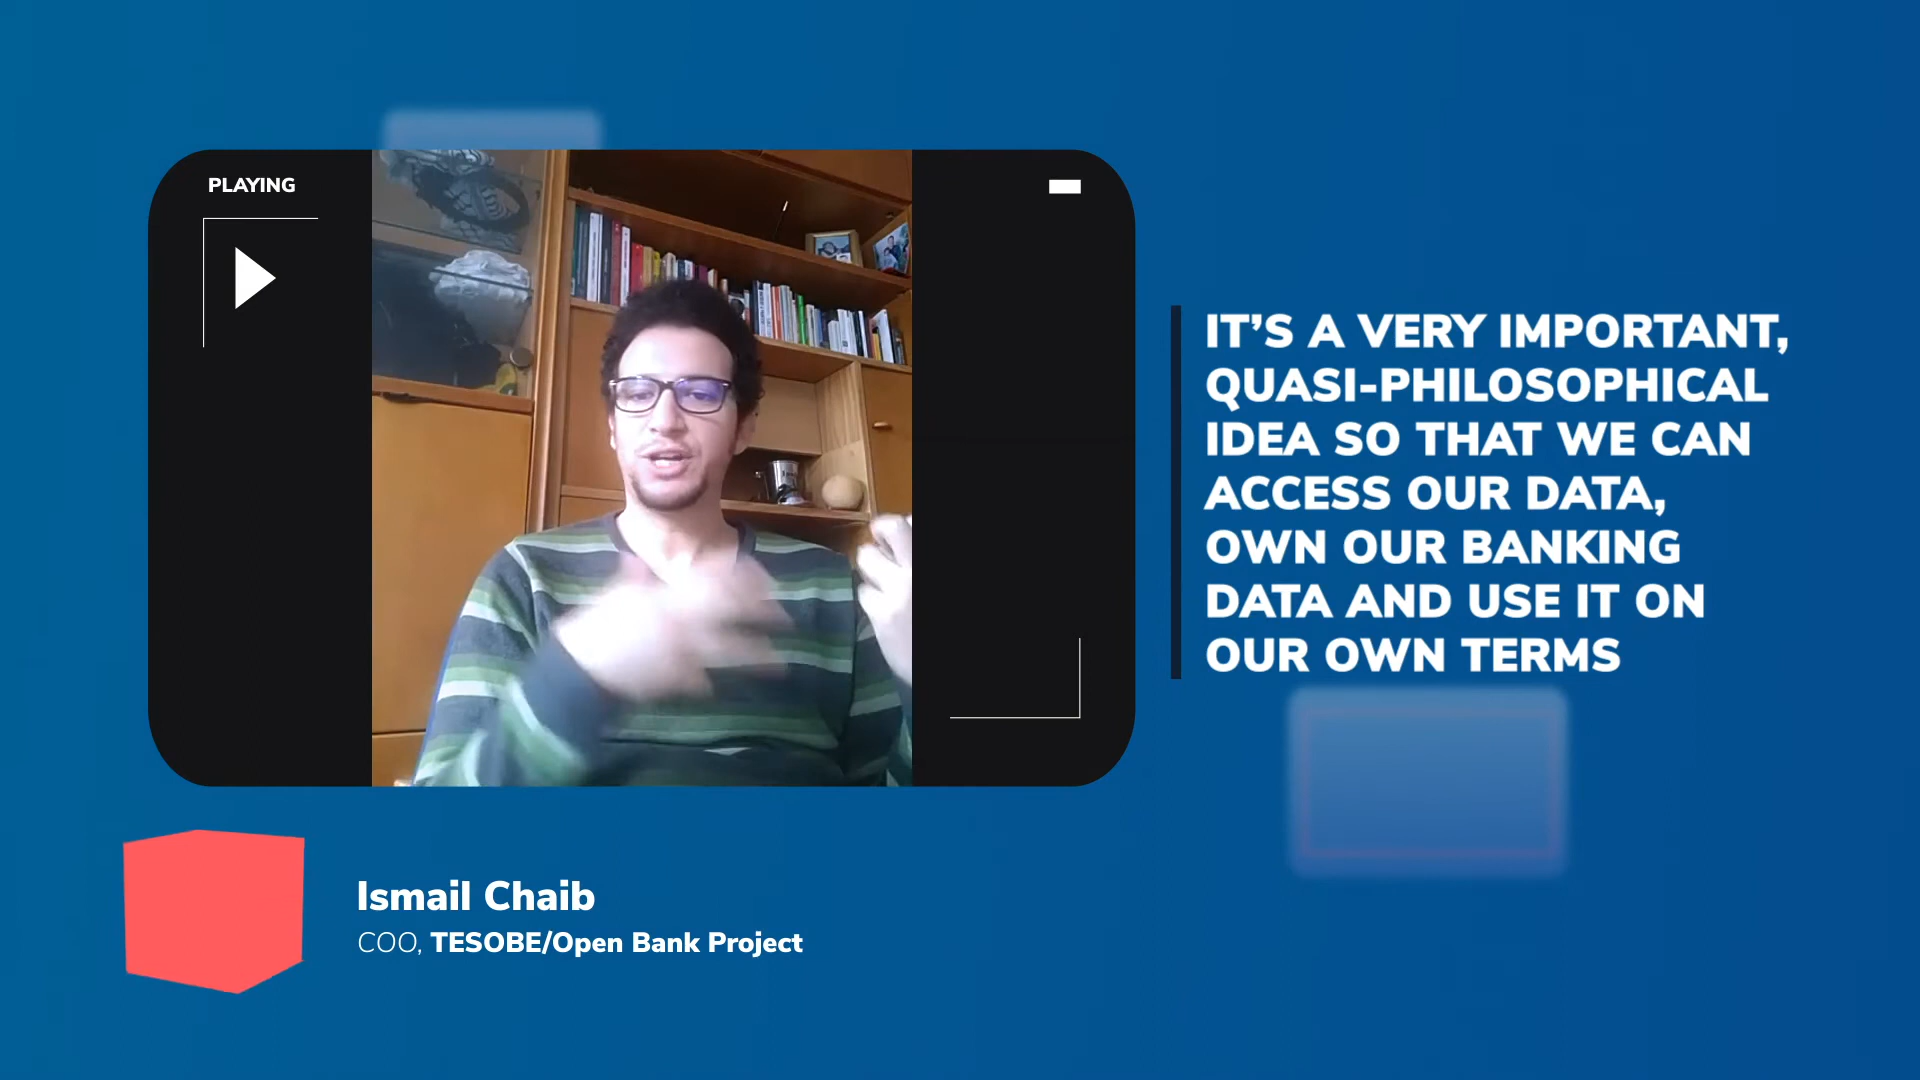 PLAYING
IT’S A VERY IMPORTANT,
QUASI-PHILOSOPHICAL
IDEA SO THAT WE CAN
ACCESS OUR DATA,
OWN OUR BANKING
DATA AND USE IT ON
OUR OWN TERMS
Ismail Chaib
COO, TESOBE/Open Bank Project